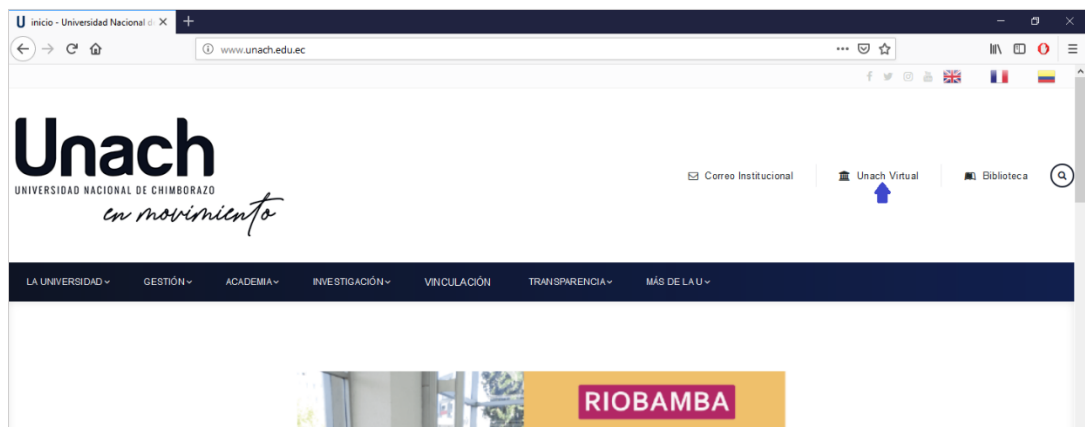 inicio - Universidad Nacional d
www.unach.edu.ec
Unach
UNIVERSIDAD NACIONAL DE CHIMBORAZO
en movimiento
Correo Institucional
Unach Virtual
Biblioteca
LA UNIVERSIDAD GESTIÓN ACADEMIA INVESTIGACIÓN VINCULACIÓN TRANSPARENCIA MÁS DE LA U
RIOBAMBA